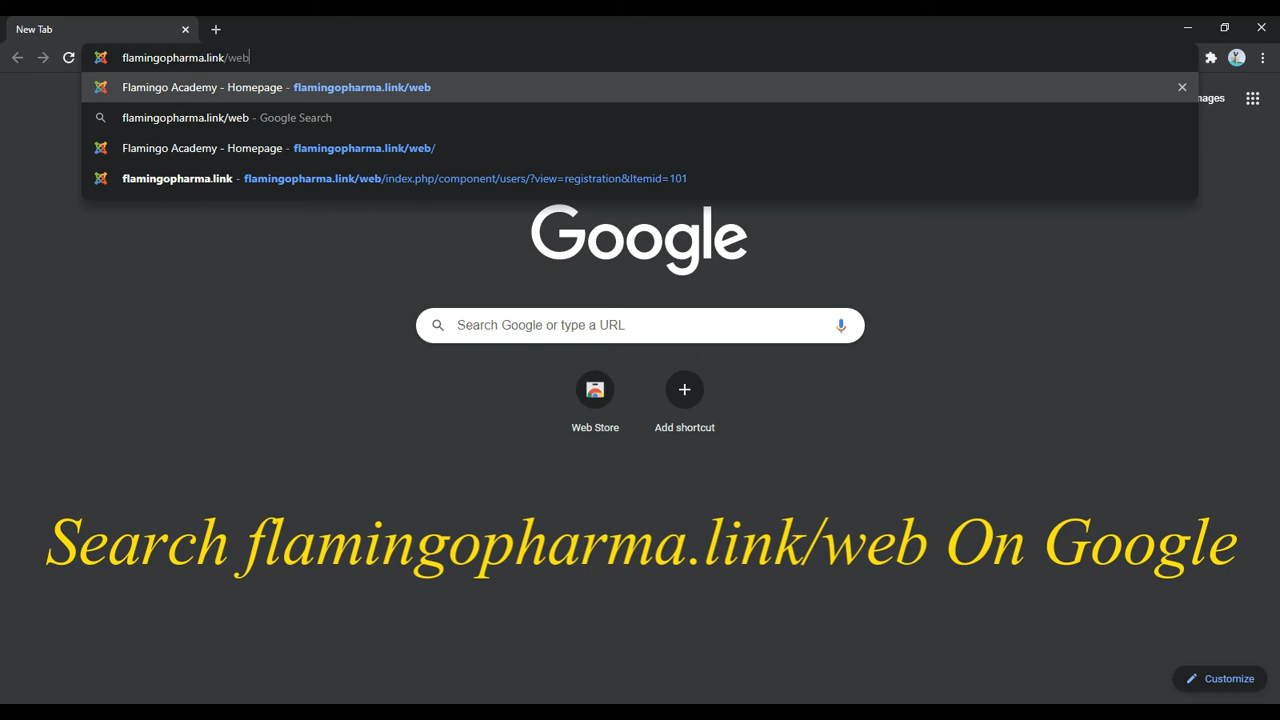 New Tab
flamingopharma.link/web
Flamingo Academy - Homepage - flamingopharma.link/web
flamingopharma.link/web - Google Search
Flamingo Academy - Homepage - flamingopharma.link/web/
flamingopharma.link - flamingopharma.link/web/index.php/component/users/?view=registration&Itemid=101
Google
Search Google or type a URL
Web Store
Add shortcut
Search flamingopharma.link/web On Google
Customize